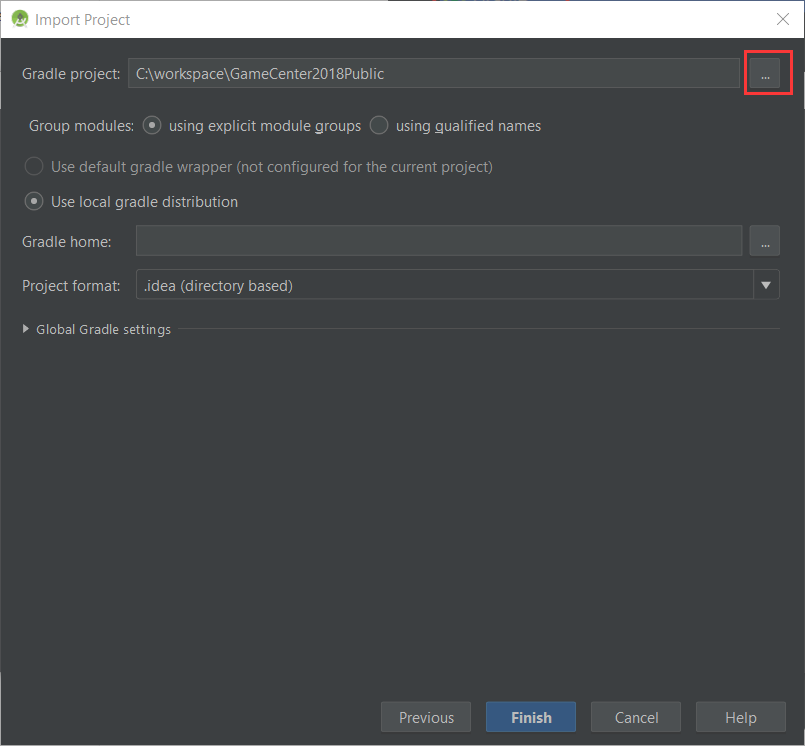 Import Project
Gradle project: C:\workspace\GameCenter2018Public ...
Group modules: using explicit module groups using qualified names
Use default gradle wrapper (not configured for the current project)
Use local gradle distribution
Gradle home: ...
Project format: .idea (directory based)
Global Gradle settings
Previous Finish Cancel Help